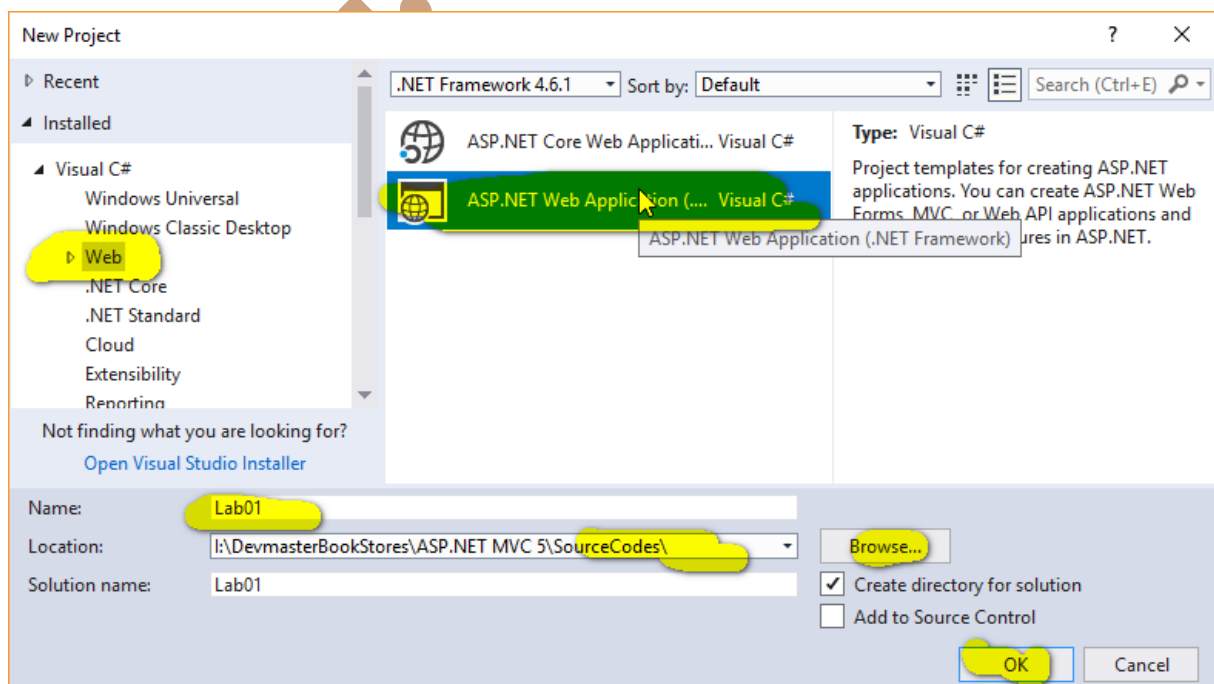 New Project
Recent
Installed
Visual C#
Windows Universal
Windows Classic Desktop
Web
.NET Core
.NET Standard
Cloud
Extensibility
Reporting
Not finding what you are looking for?
Open Visual Studio Installer
.NET Framework 4.6.1 Sort by: Default
Search (Ctrl+E)
ASP.NET Core Web Applicati... Visual C#
ASP.NET Web Application (.... Visual C#
ASP.NET Web Application (.NET Framework)
Type: Visual C#
Project templates for creating ASP.NET
applications. You can create ASP.NET Web
Forms, MVC, or Web API applications and
ures in ASP.NET.
Name: Lab01
Location: I:\DevmasterBookStores\ASP.NET MVC 5\SourceCodes\ Browse...
Solution name: Lab01
Create directory for solution
Add to Source Control
OK Cancel